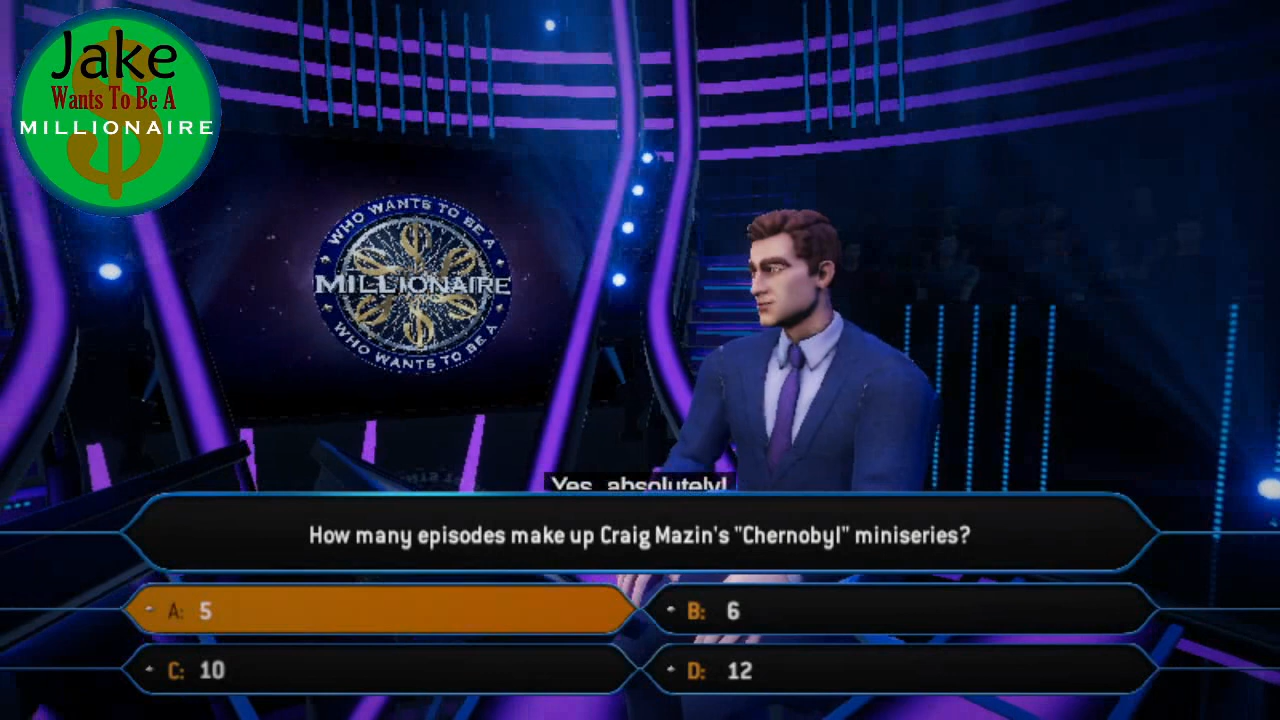 Jake
Wants To Be A
MILLIONAIRE
WHO WANTS TO BE A
MILLIONAIRE
WHO WANTS TO BE A
Yes, absolutely!
How many episodes make up Craig Mazin's "Chernobyl" miniseries?
A: 5
B: 6
C: 10
D: 12